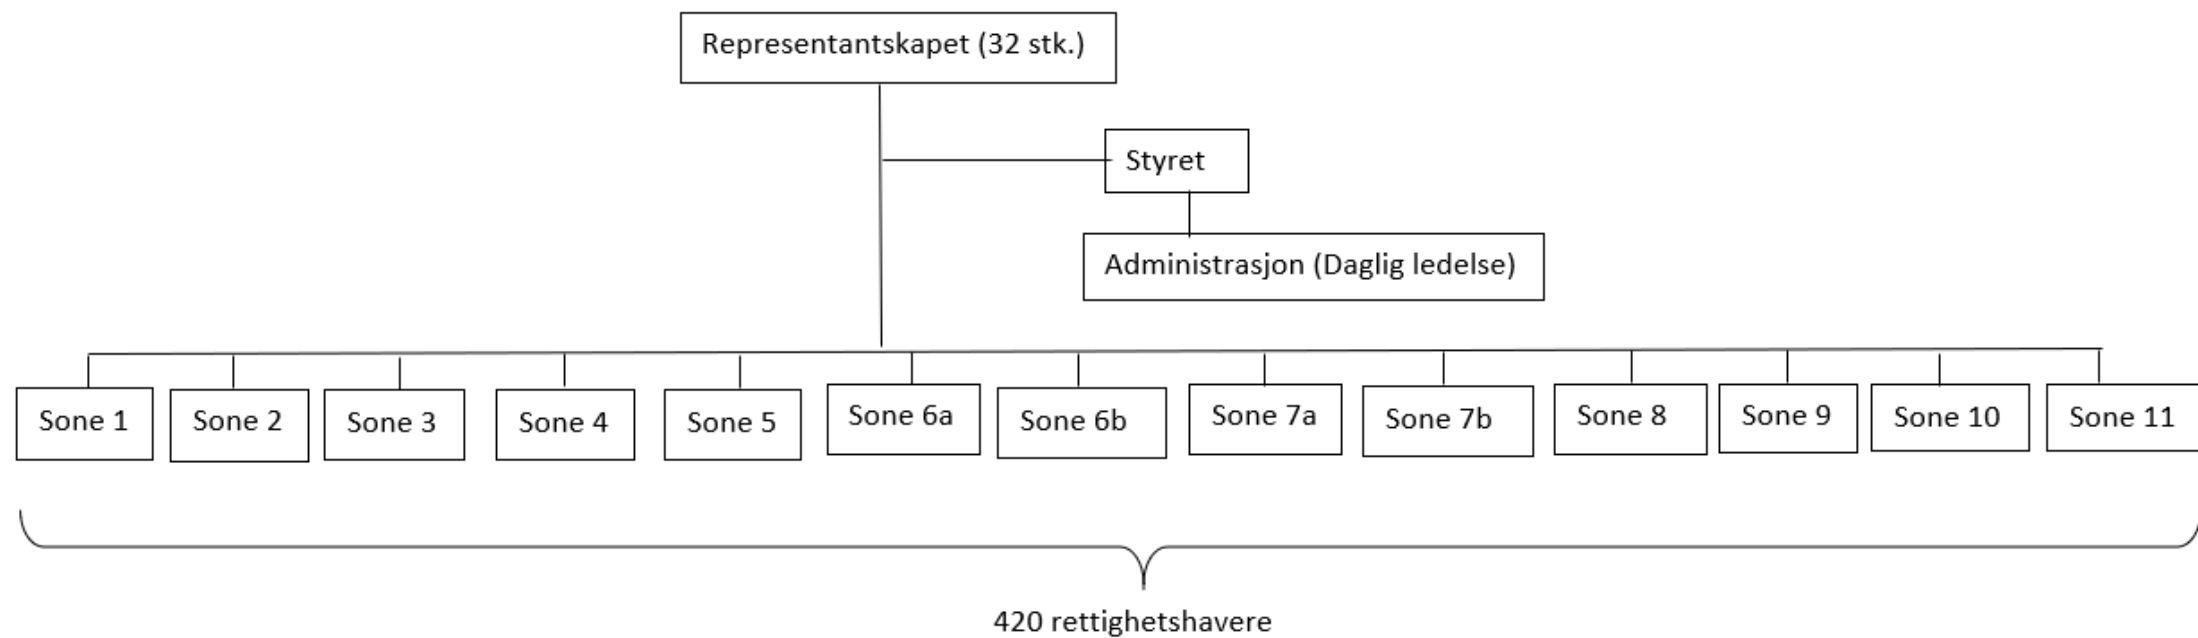 Representantskapet (32 stk.)
Styret
Administrasjon (Daglig ledelse)
Sone 1
Sone 2
Sone 3
Sone 4
Sone 5
Sone 6a
Sone 6b
Sone 7a
Sone 7b
Sone 8
Sone 9
Sone 10
Sone 11
420 rettighetshavere